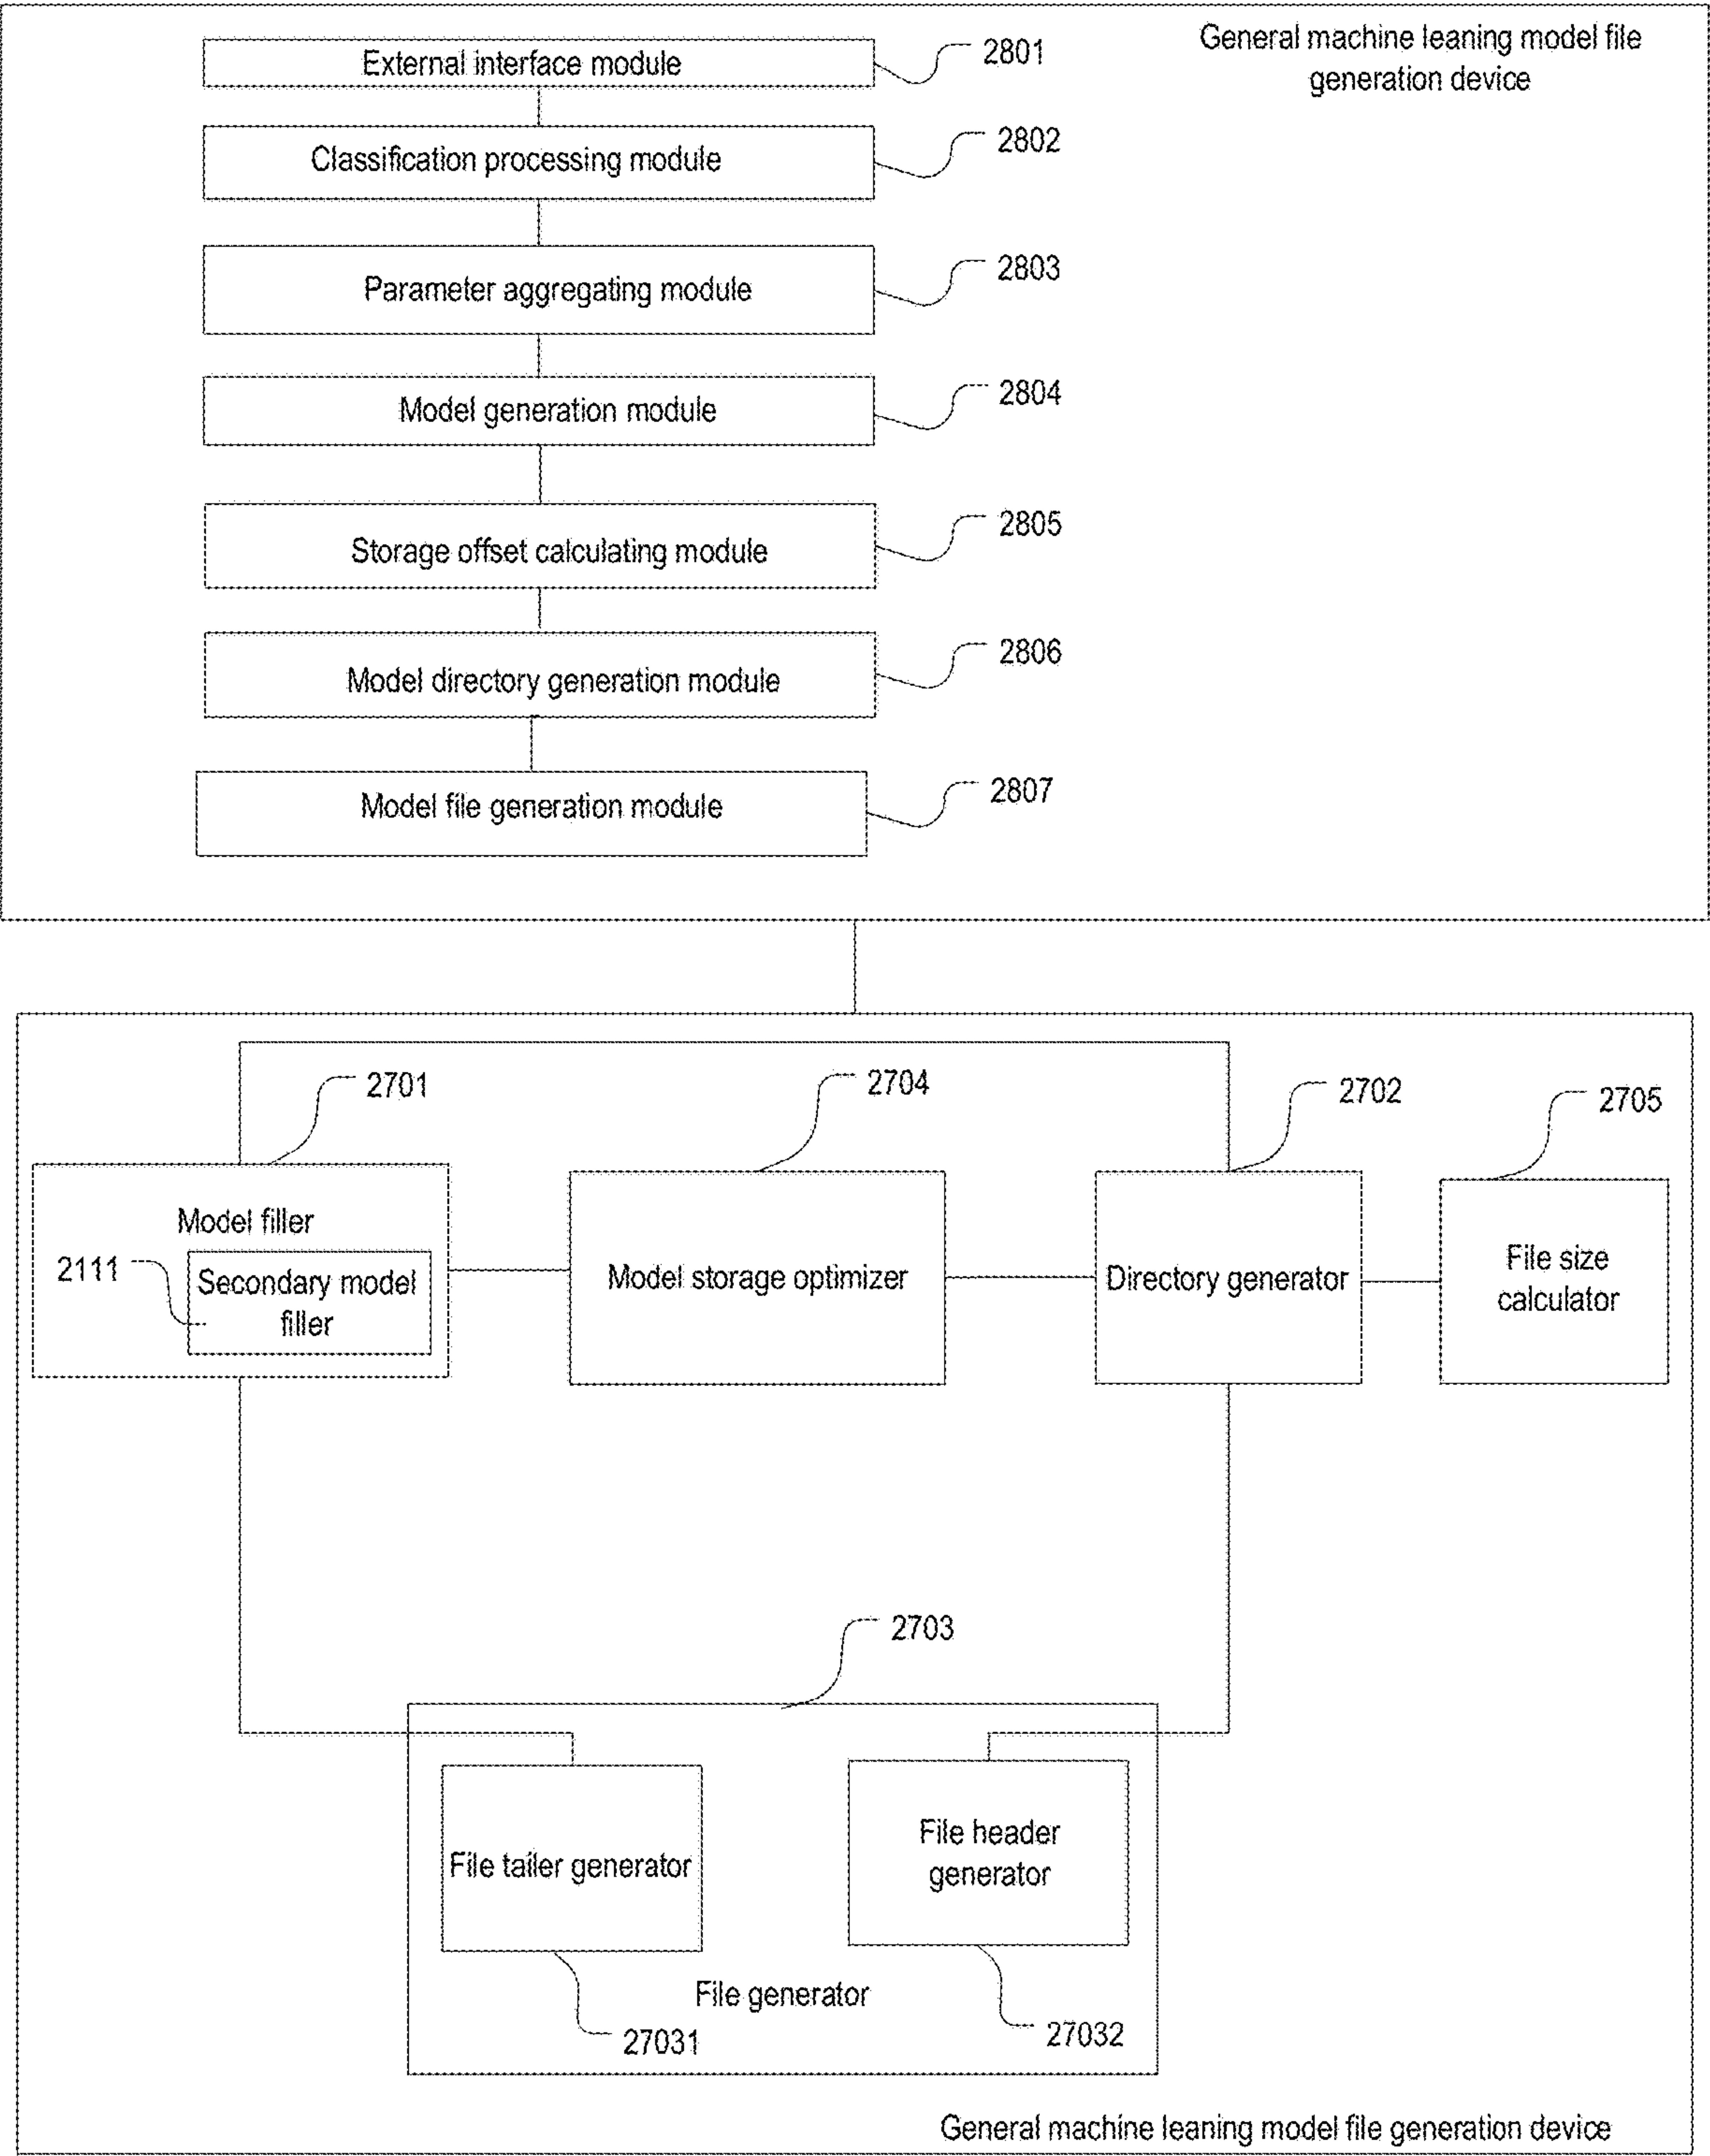 General machine leaning model file
generation device
External interface module
2801
Classification processing module
2802
Parameter aggregating module
2803
Model generation module
2804
Storage offset calculating module
2805
Model directory generation module
2806
Model file generation module
2807
2701
2704
2702
2705
Model filler
2111
Secondary model
filler
Model storage optimizer
Directory generator
File size
calculator
2703
File tailer generator
File header
generator
File generator
27031
27032
General machine leaning model file generation device